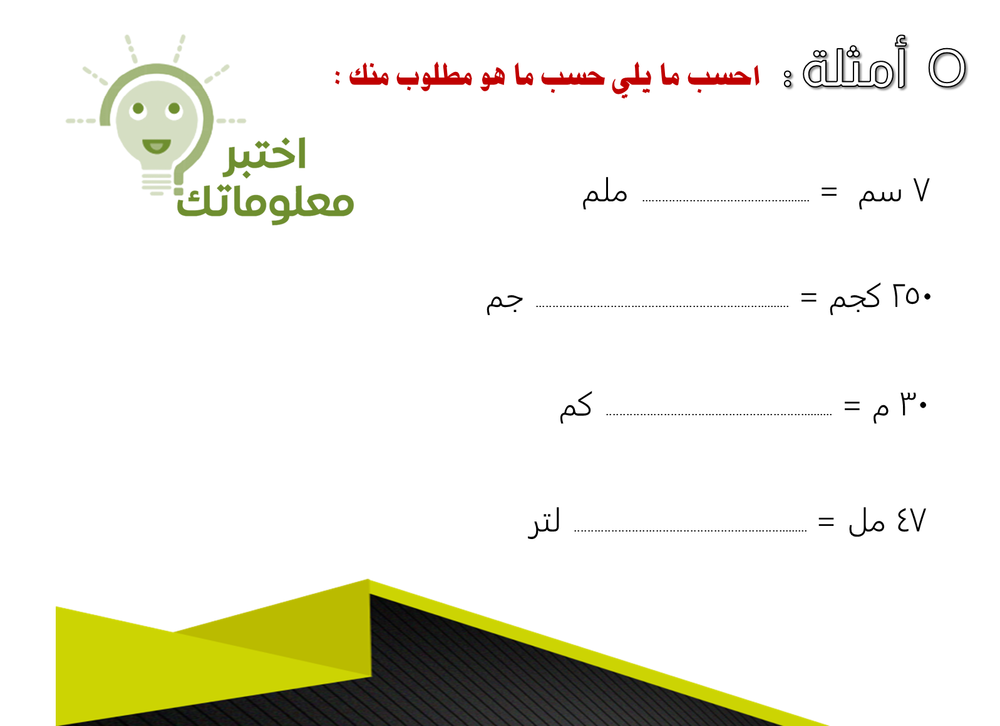 O أمثلة : احسب ما يلي حسب ما هو مطلوب منك :
اختبر
معلوماتك
٧ سم = .................... ملم
٢٥٠ كجم = .................... جم
٣٠ م = .................... كم
٤٧ مل = .................... لتر